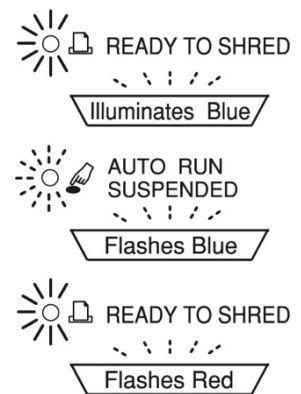 READY TO SHRED
Illuminates Blue
AUTO RUN
SUSPENDED
Flashes Blue
READY TO SHRED
Flashes Red